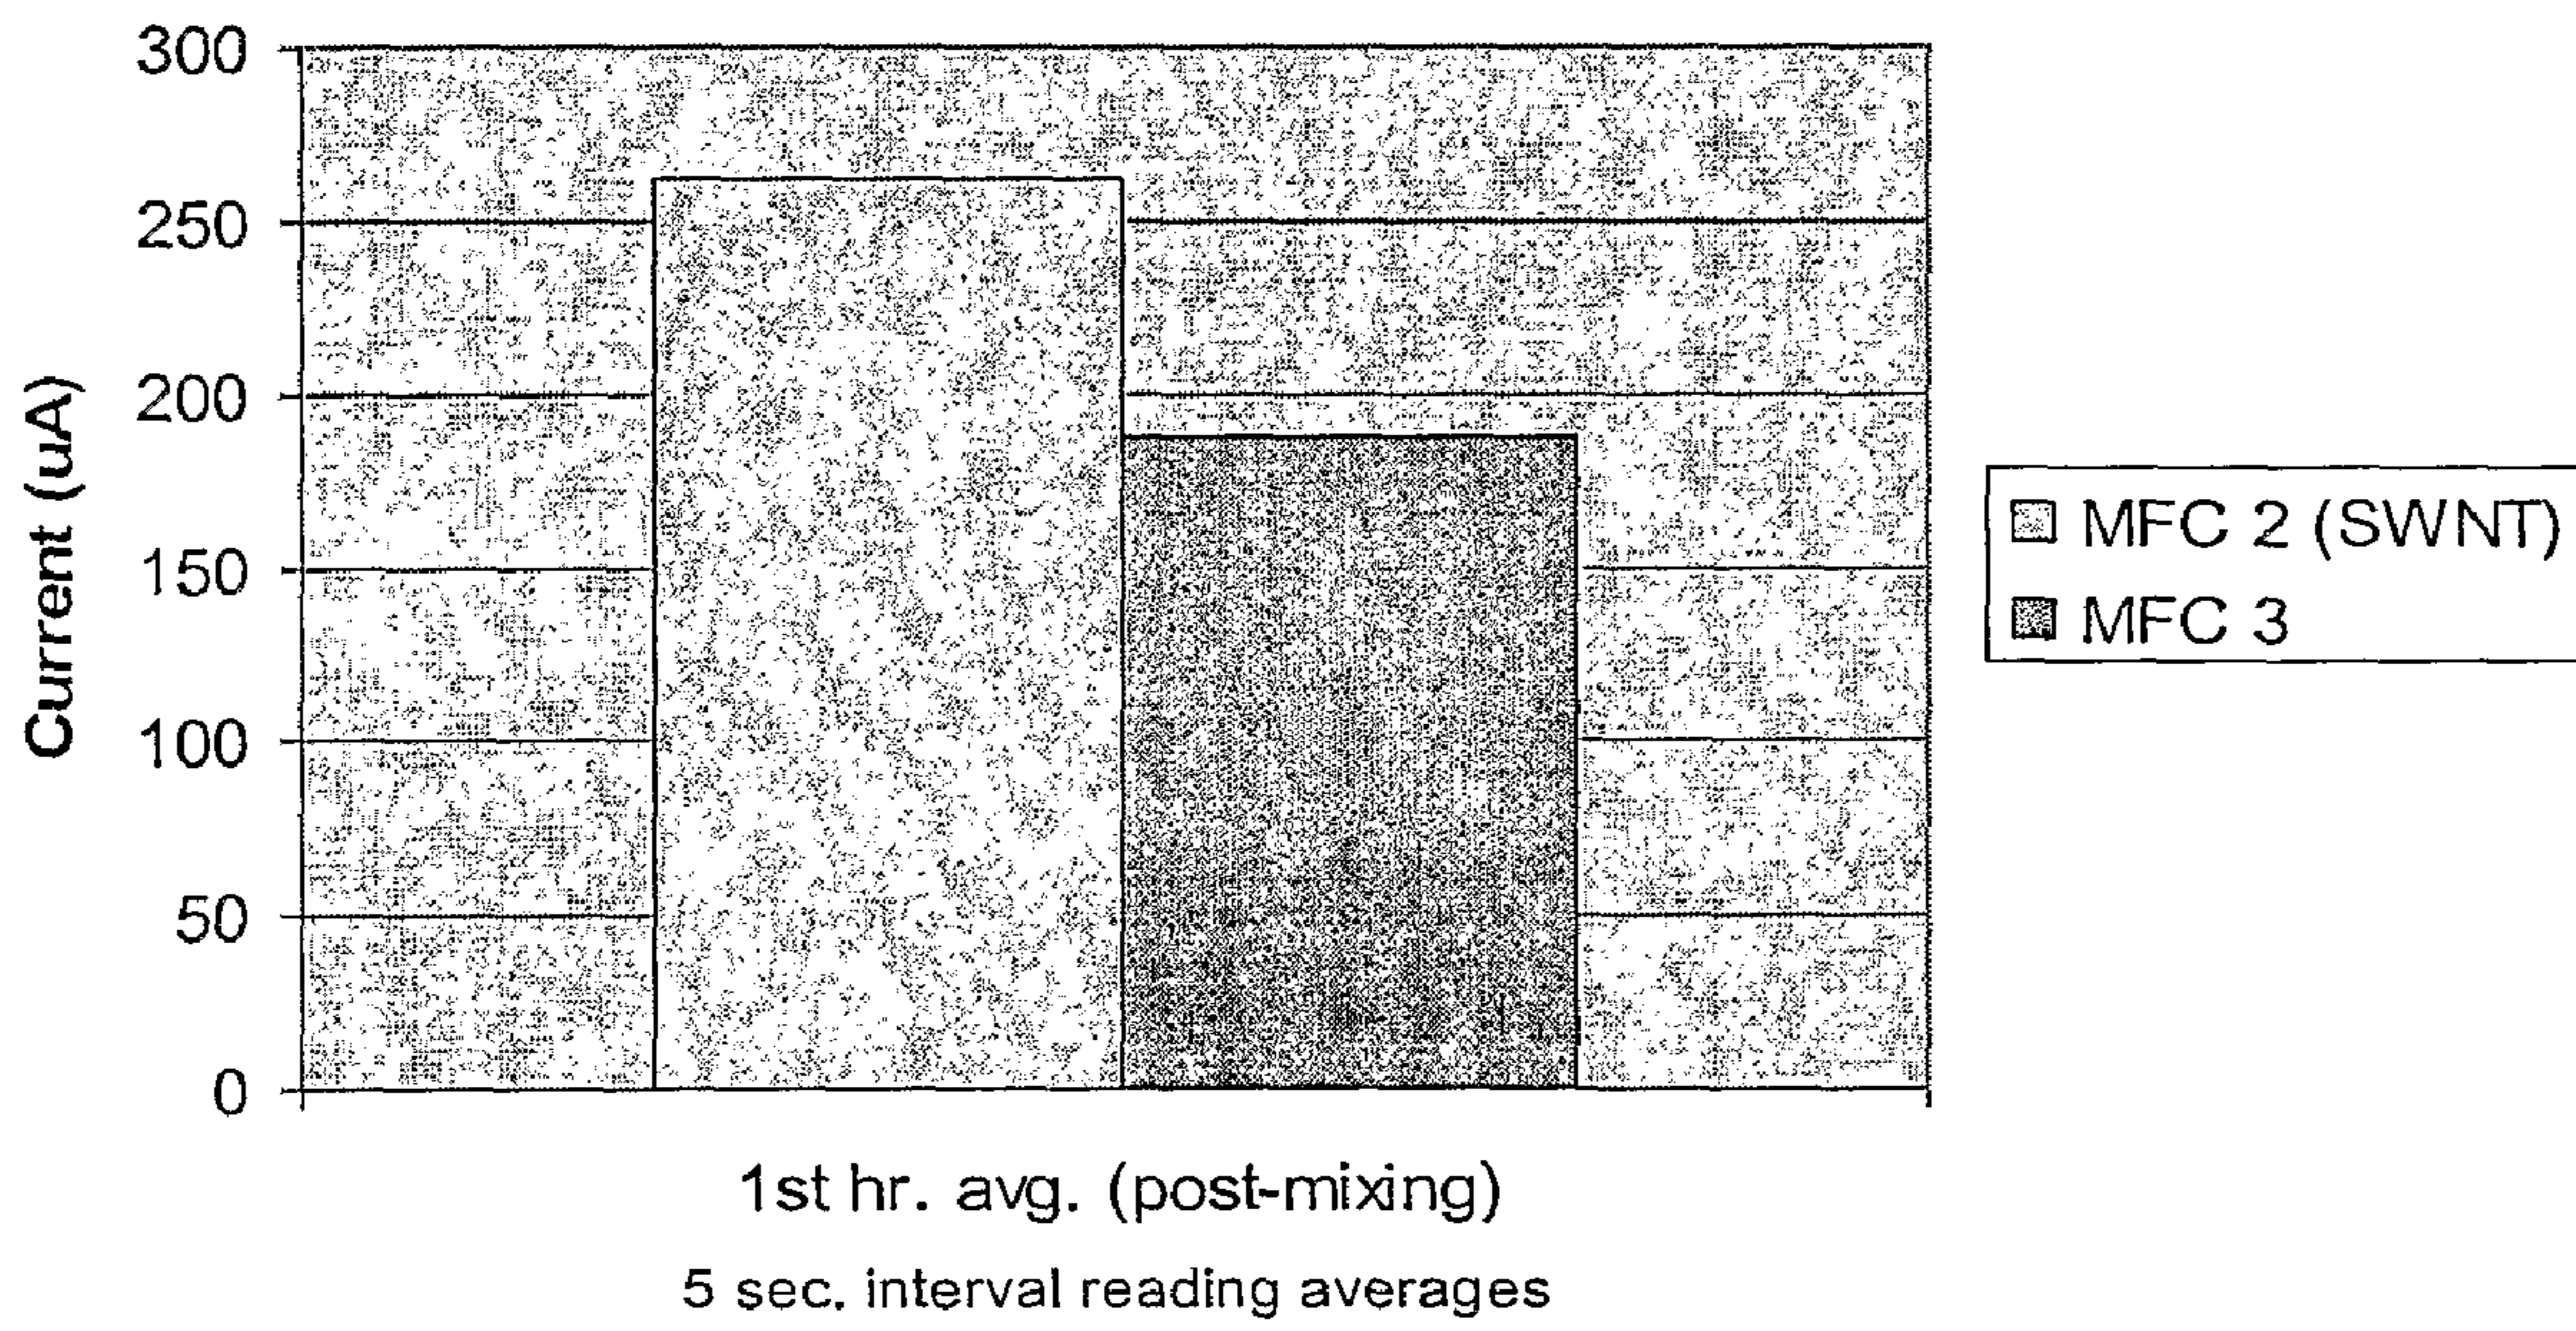 300
250
200
150
100
50
0
Current (uA)
MFC 2 (SWNT)
MFC 3
1st hr. avg. (post-mixing)
5 sec. interval reading averages